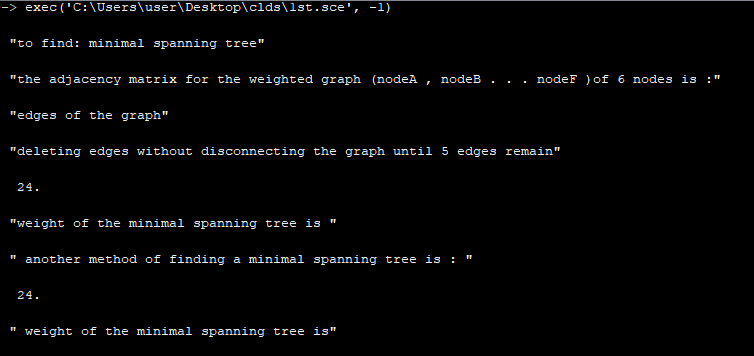 -> exec('C:\Users\user\Desktop\clds\lst.sce', -1)
"to find: minimal spanning tree"
"the adjacency matrix for the weighted graph (nodeA , nodeB . . . nodeF )of 6 nodes is :"
"edges of the graph"
"deleting edges without disconnecting the graph until 5 edges remain"
24.
"weight of the minimal spanning tree is "
" another method of finding a minimal spanning tree is : "
24.
" weight of the minimal spanning tree is"